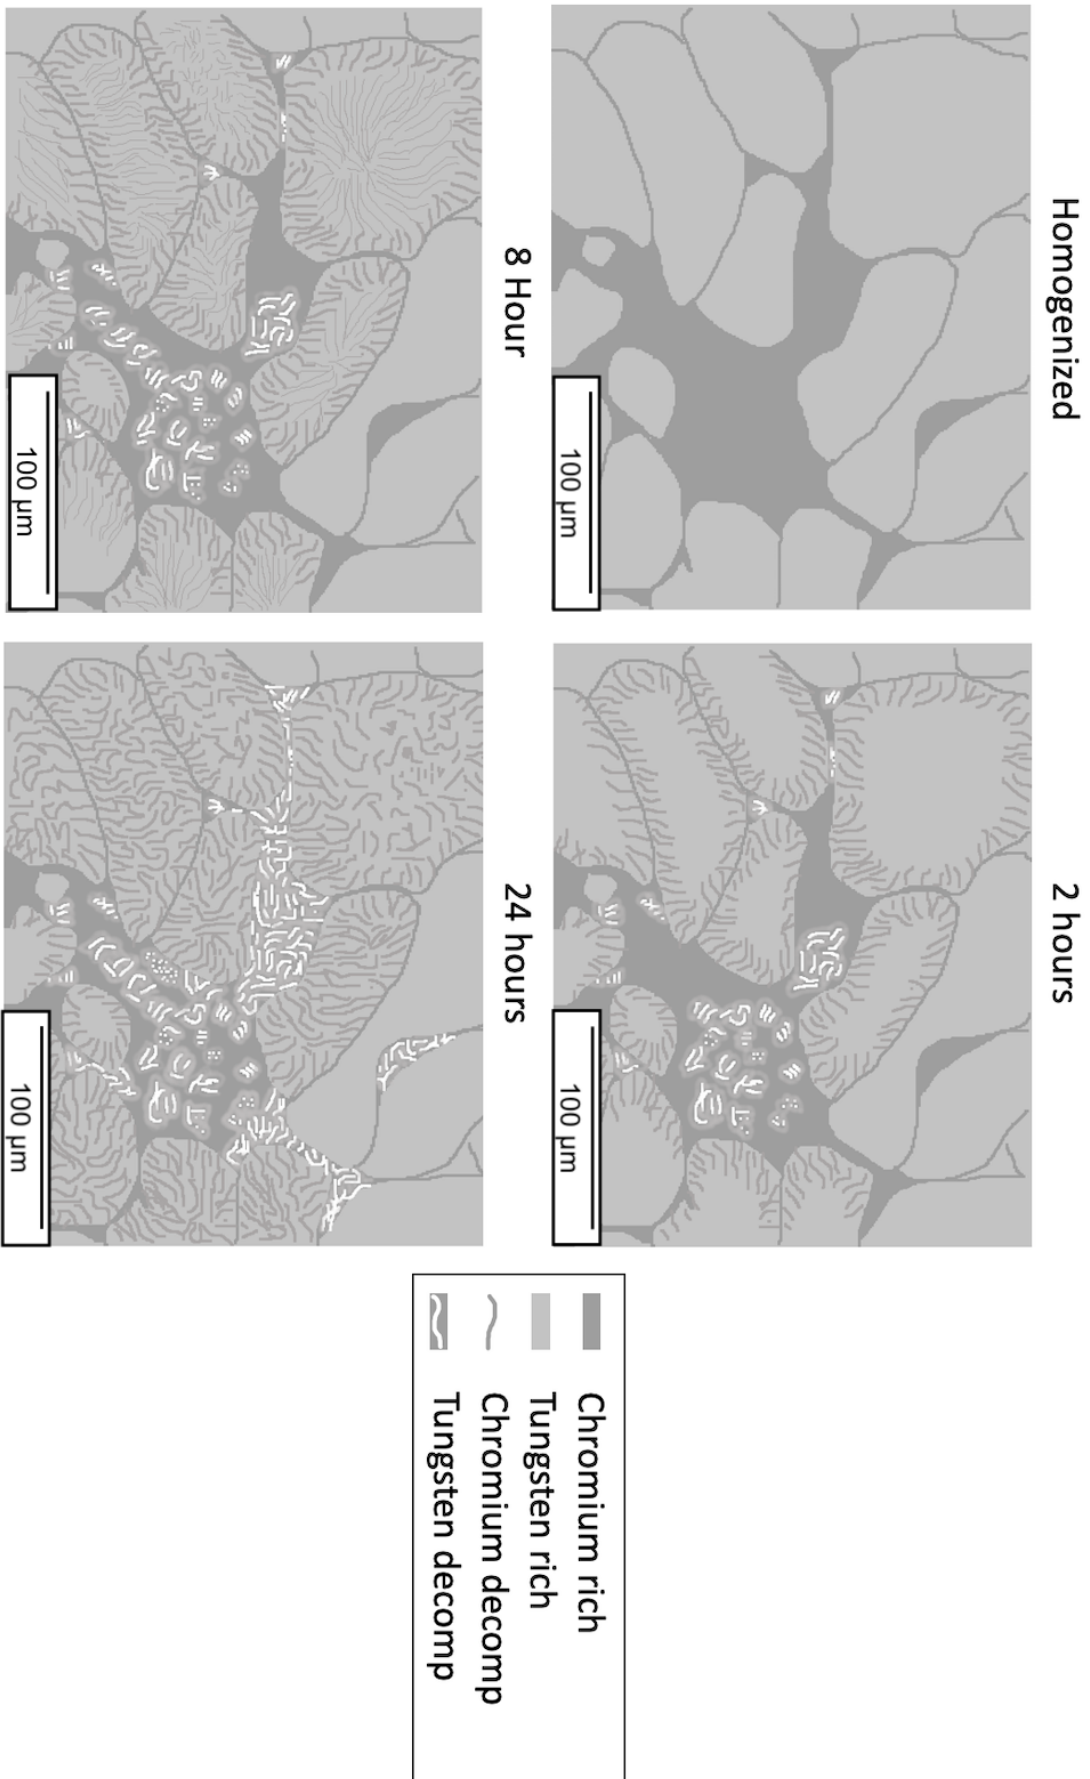 Homogenized
100 µm
2 hours
100 µm
8 Hour
100 µm
24 hours
100 µm
Chromium rich
Tungsten rich
Chromium decomp
Tungsten decomp